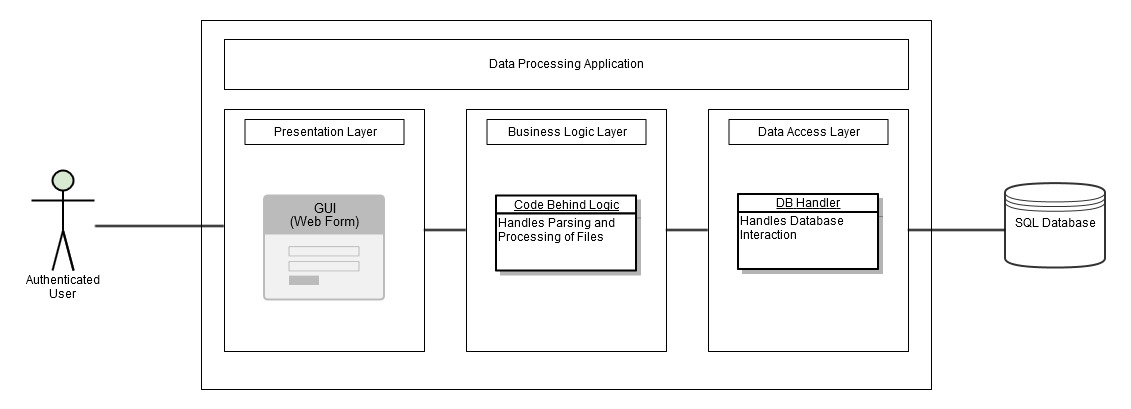 Data Processing Application
Presentation Layer
Business Logic Layer
Data Access Layer
GUI
(Web Form)
Code Behind Logic
Handles Parsing and
Processing of Files
DB Handler
Handles Database
Interaction
SQL Database
Authenticated
User